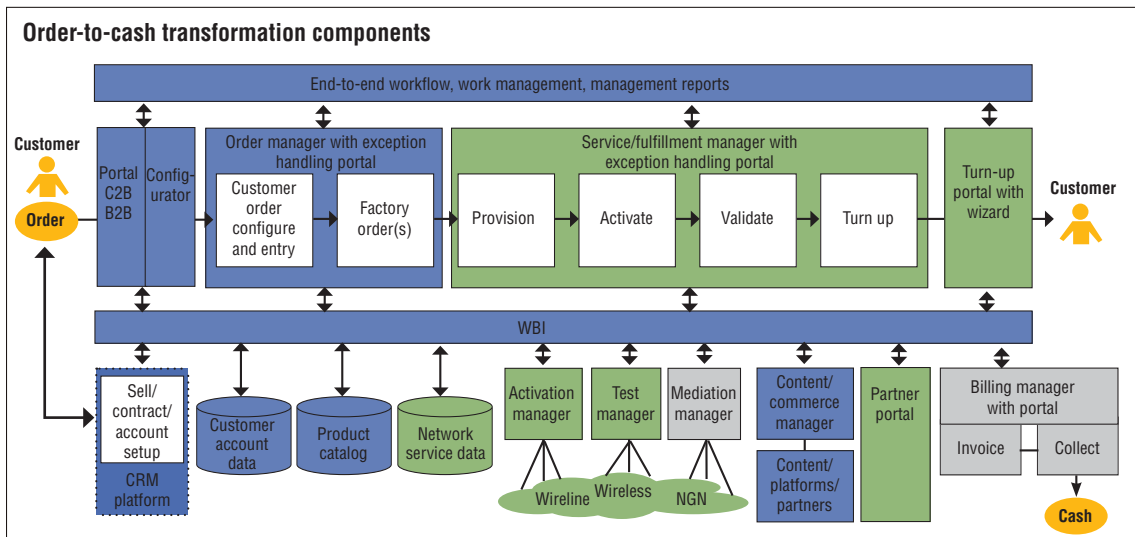 Order-to-cash transformation components
End-to-end workflow, work management, management reports
Customer
Order
Portal
C2B
B2B
Config-
urator
Order manager with exception
handling portal
Customer
order
configure
and entry
Factory
order(s)
Service/fulfillment manager with
exception handling portal
Provision
Activate
Validate
Turn up
Turn-up
portal with
wizard
Customer
WBI
Sell/
contract/
account
setup
CRM
platform
Customer
account
data
Product
catalog
Network
service data
Activation
manager
Test
manager
Mediation
manager
Wireline
Wireless
NGN
Content/
commerce
manager
Content/
platforms/
partners
Partner
portal
Billing manager
with portal
Invoice
Collect
Cash